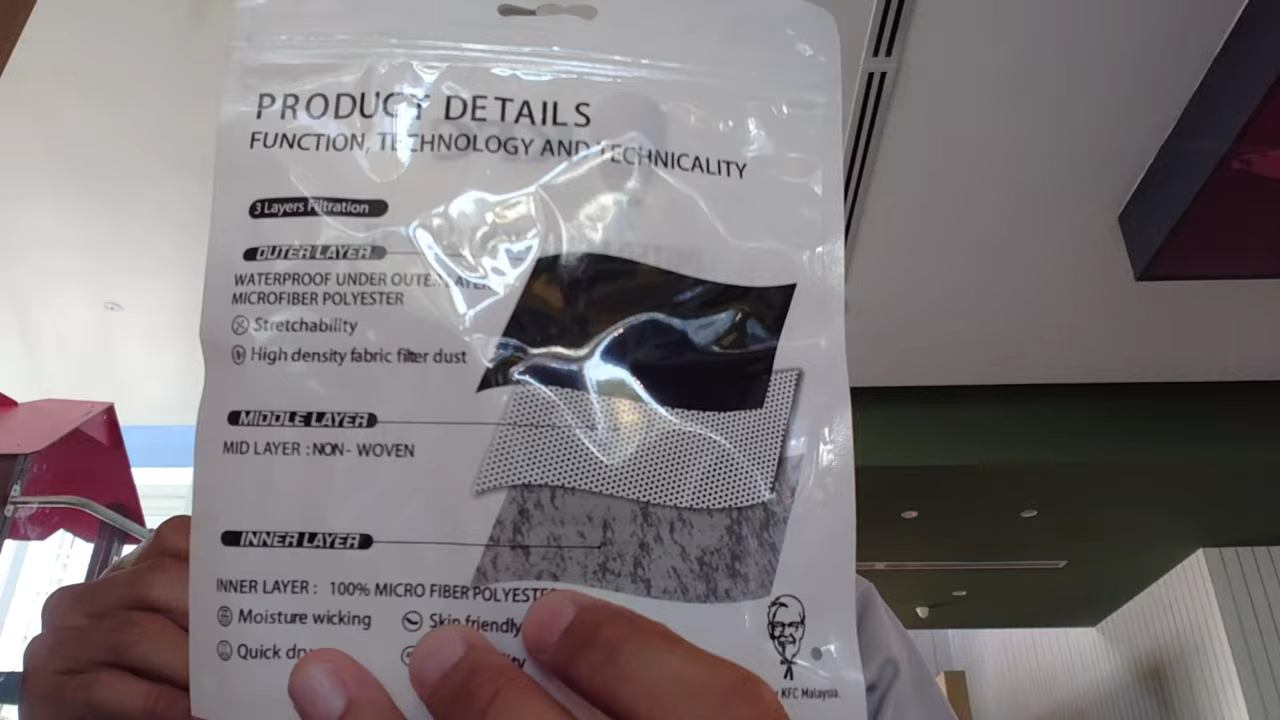 PRODUCT DETAILS
FUNCTION, TECHNOLOGY AND TECHNICALITY
3 Layers Filtration
OUTER LAYER
WATERPROOF UNDER OUTER LAYER
MICROFIBER POLYESTER
Stretchability
High density fabric filter dust
MIDDLE LAYER
MID LAYER : NON- WOVEN
INNER LAYER
INNER LAYER : 100% MICRO FIBER POLYESTER
Moisture wicking
Skin friendly
Quick
KFC Malaysia.